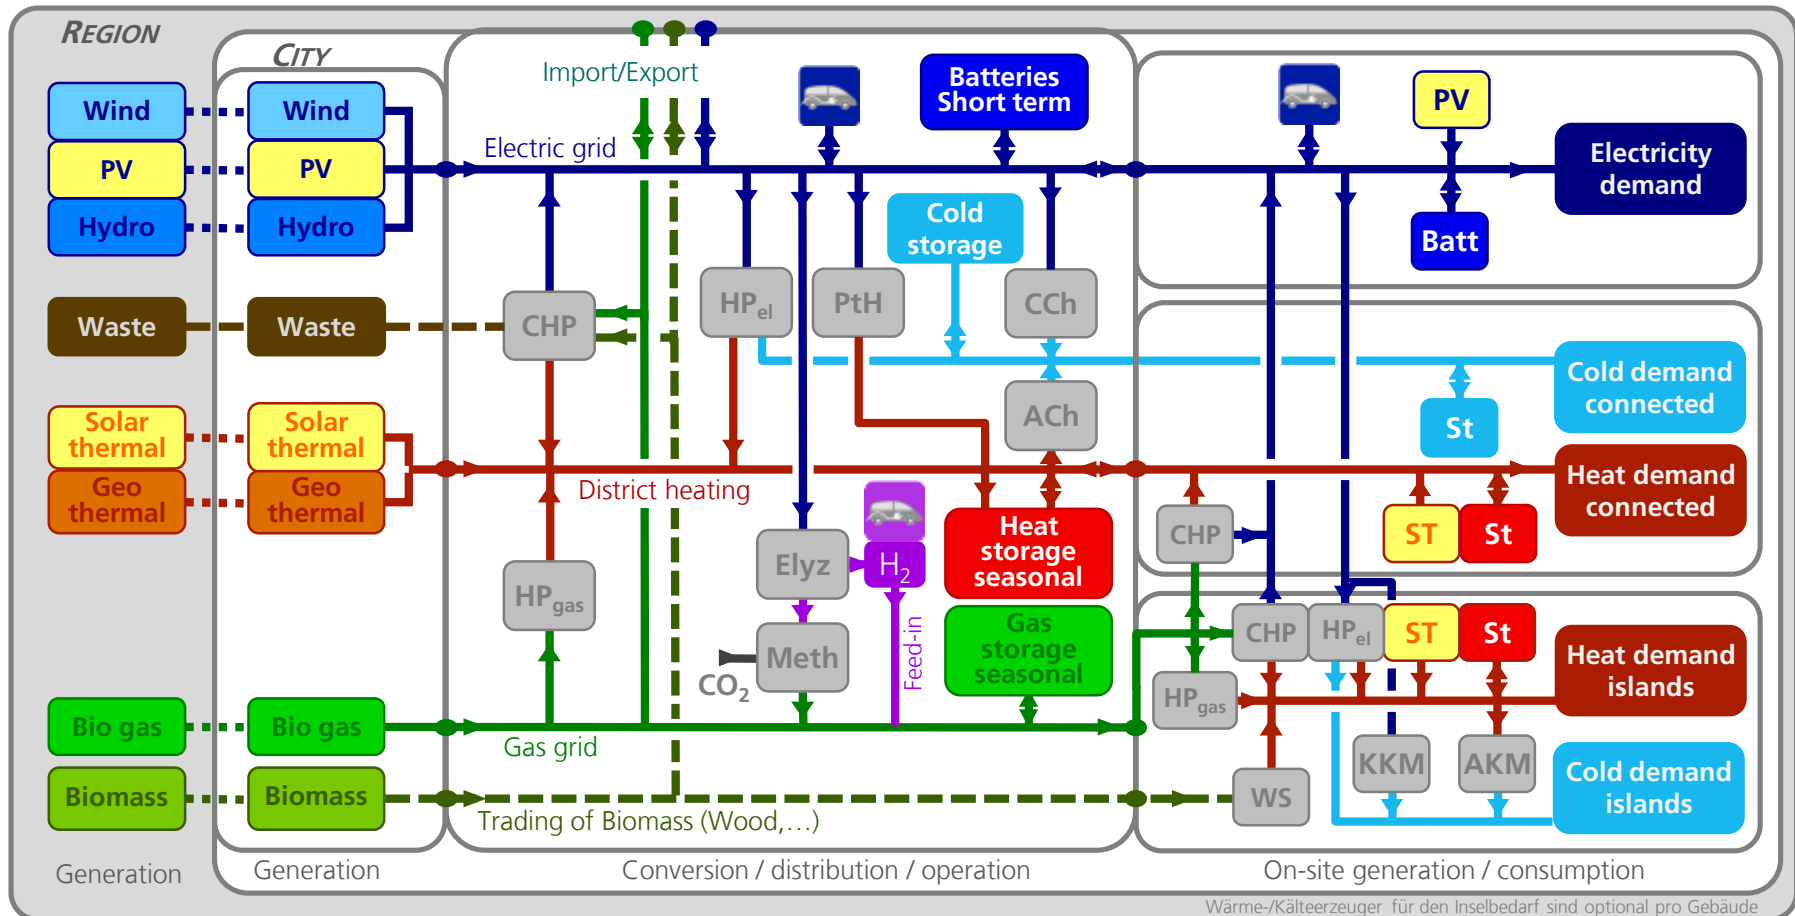 REGION
CITY
Import/Export
Batteries
Short term
PV
Wind
Wind
Electric grid
Electricity
demand
PV
PV
Hydro
Hydro
Cold
storage
Batt
HPel
PtH
CCh
Waste
Waste
CHP
Cold demand
connected
ACh
St
Solar
thermal
Solar
thermal
Geo
thermal
Geo
thermal
District heating
Heat demand
connected
Heat
storage
seasonal
CHP
ST
St
Elyz
H2
HPgas
Gas
storage
seasonal
Feed-in
Meth
CO2
CHP
HPel
ST
St
Heat demand
islands
HPgas
Bio gas
Bio gas
Gas grid
KKM
AKM
Cold demand
islands
Biomass
Biomass
WS
Trading of Biomass (Wood,...)
Generation
Generation
Conversion / distribution / operation
On-site generation / consumption
Wärme-/Kälteerzeuger für den Inselbedarf sind optional pro Gebäude